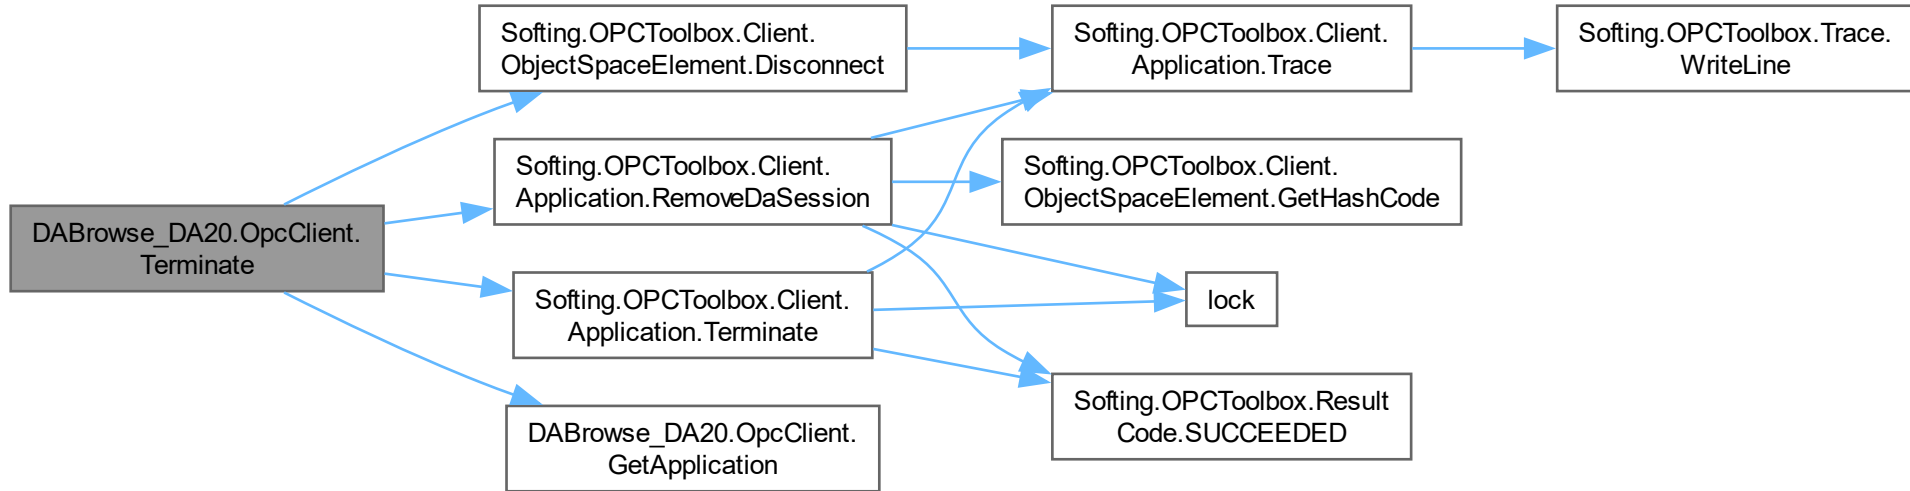 DABrowse_DA20.OpcClient.
Terminate
Softing.OPCToolbox.Client.
ObjectSpaceElement.Disconnect
Softing.OPCToolbox.Client.
Application.RemoveDaSession
Softing.OPCToolbox.Client.
Application.Terminate
DABrowse_DA20.OpcClient.
GetApplication
Softing.OPCToolbox.Client.
Application.Trace
Softing.OPCToolbox.Client.
ObjectSpaceElement.GetHashCode
lock
Softing.OPCToolbox.Result
Code.SUCCEEDED
Softing.OPCToolbox.Trace.
WriteLine